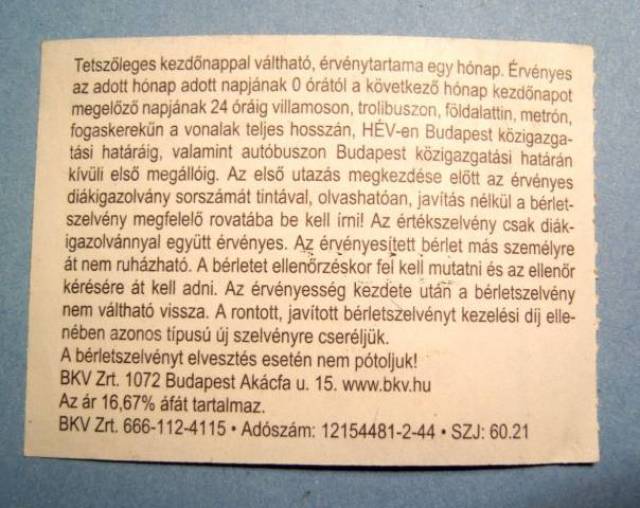 Tetszőleges kezdőnappal váltható, érvénytartama egy hónap. Érvényes
az adott hónap adott napjának 0 órától a következő hónap kezdőnapot
megelőző napjának 24 óráig villamoson, trolibuszon, földalattin, metrón,
fogaskerekűn a vonalak teljes hosszán, HÉV-en Budapest közigazga-
tási határáig, valamint autóbuszon Budapest közigazgatási határán
kívüli első megállóig. Az első utazás megkezdése előtt az érvényes
diákigazolvány sorszámát tintával, olvashatóan, javítás nélkül a bérlet-
szelvény megfelelő rovatába be kell írni! Az értékszelvény csak diák-
igazolvánnyal együtt érvényes. Az érvényesített bérlet más személyre
át nem ruházható. A bérletet ellenőrzéskor fel kell mutatni és az ellenőr
kérésére át kell adni. Az érvényesség kezdete után a bérletszelvény
nem váltható vissza. A rontott, javított bérletszelvényt kezelési díj elle-
nében azonos típusú új szelvényre cseréljük.
A bérletszelvényt elvesztés esetén nem pótoljuk!
BKV Zrt. 1072 Budapest Akácfa u. 15. www.bkv.hu
Az ár 16,67% áfát tartalmaz.
BKV Zrt. 666-112-4115 • Adószám: 12154481-2-44 • SZJ: 60.21